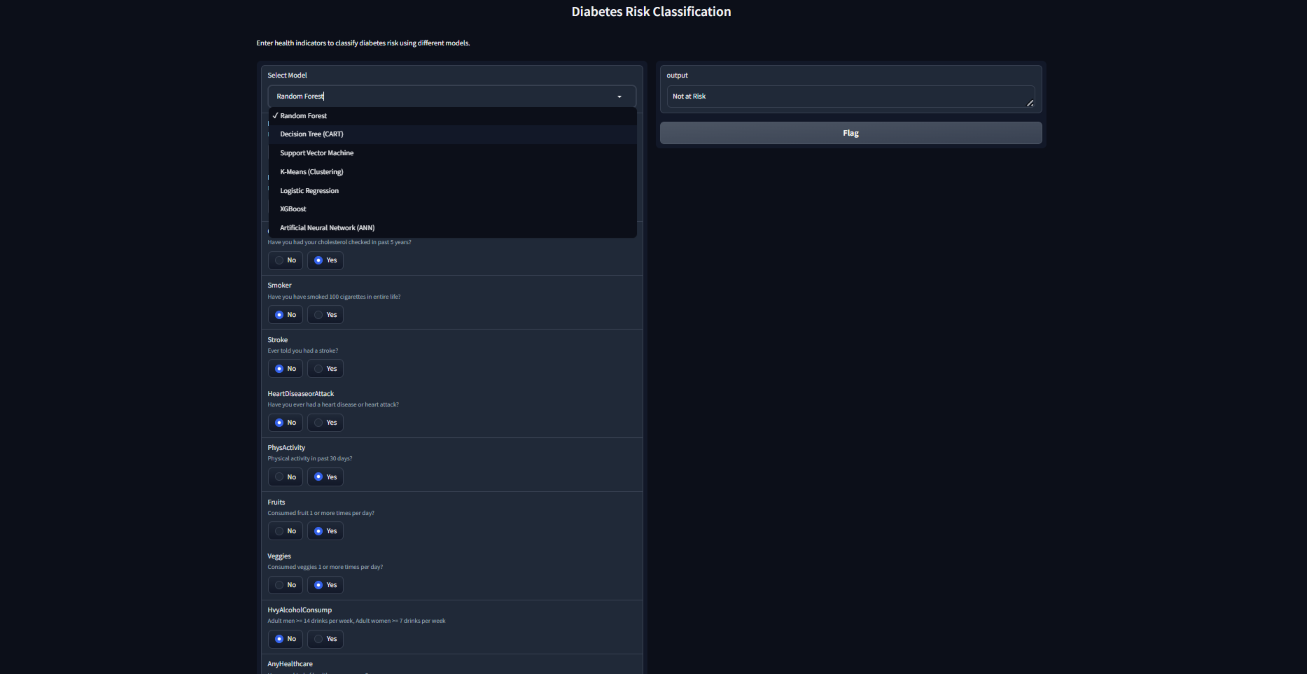 Diabetes Risk Classification
Enter health indicators to classify diabetes risk using different models.
Select Model
Random Forest
✓ Random Forest
Decision Tree (CART)
Support Vector Machine
K-Means (Clustering)
Logistic Regression
XGBoost
Artificial Neural Network (ANN)
Have you had your cholesterol checked in past 5 years?
No Yes
Smoker
Have you have smoked 100 cigarettes in entire life?
No Yes
Stroke
Ever told you had a stroke?
No Yes
HeartDiseaseorAttack
Have you ever had a heart disease or heart attack?
No Yes
PhysActivity
Physical activity in past 30 days?
No Yes
Fruits
Consumed fruit 1 or more times per day?
No Yes
Veggies
Consumed veggies 1 or more times per day?
No Yes
HvyAlcoholConsump
Adult men >= 14 drinks per week, Adult women >= 7 drinks per week
No Yes
AnyHealthcare
output
Not at Risk
Flag